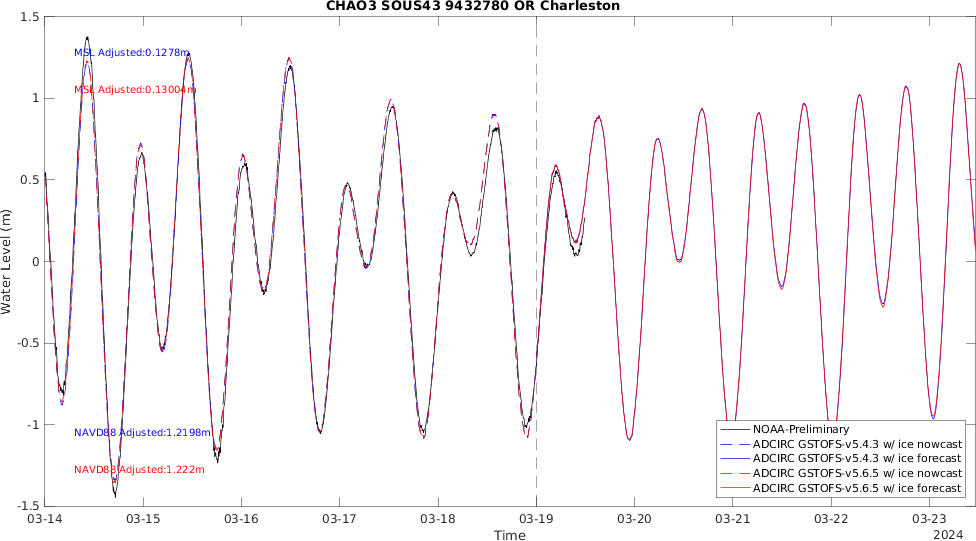 CHAO3 SOUS43 9432780 OR Charleston
1.5
1
0.5
0
-0.5
-1
-1.5
Water Level (m)
MSL Adjusted:0.1278m
MSL Adjusted:0.13004m
NAVD88 Adjusted:1.2198m
NAVD88 Adjusted:1.222m
NOAA-Preliminary
ADCIRC GSTOFS-v5.4.3 w/ ice nowcast
ADCIRC GSTOFS-v5.4.3 w/ ice forecast
ADCIRC GSTOFS-v5.6.5 w/ ice nowcast
ADCIRC GSTOFS-v5.6.5 w/ ice forecast
03-14 03-15 03-16 03-17 03-18 03-19 03-20 03-21 03-22 03-23
Time
2024